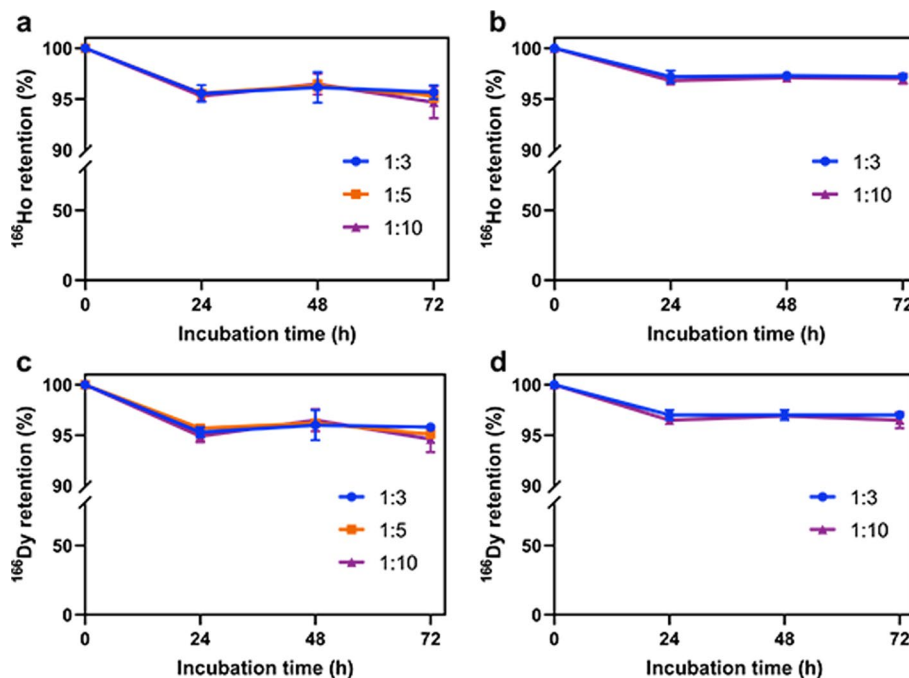 a
¹⁶⁶Ho retention (%)
100
95
90
50
0
1:3
1:5
1:10
0 24 48 72
Incubation time (h)
b
¹⁶⁶Ho retention (%)
100
95
90
50
0
1:3
1:10
0 24 48 72
Incubation time (h)
c
¹⁶⁶Dy retention (%)
100
95
90
50
0
1:3
1:5
1:10
0 24 48 72
Incubation time (h)
d
¹⁶⁶Dy retention (%)
100
95
90
50
0
1:3
1:10
0 24 48 72
Incubation time (h)